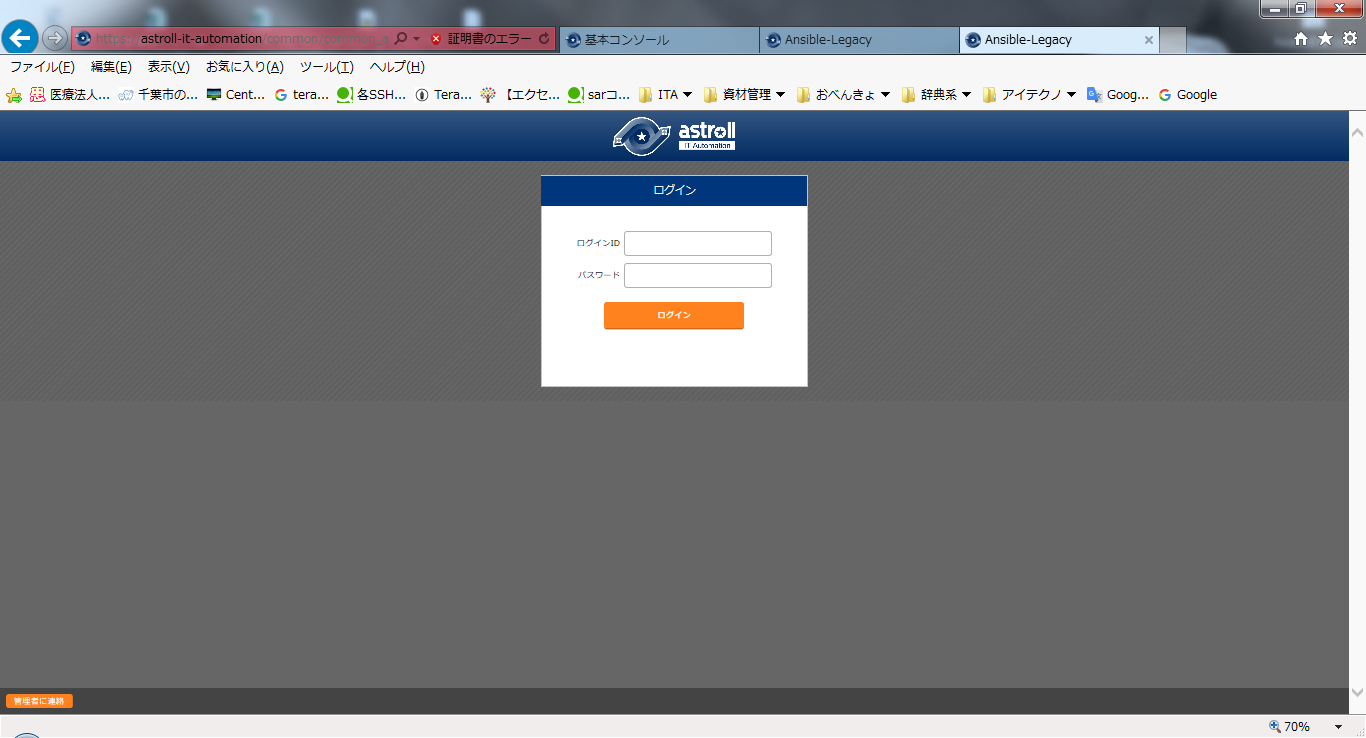 https://astroll-it-automation/common/common_a
証明書のエラー
基本コンソール
Ansible-Legacy
Ansible-Legacy
ファイル(F) 編集(E) 表示(V) お気に入り(A) ツール(T) ヘルプ(H)
医療法人... 千葉市の... Cent... tera... 各SSH... Tera... 【エクセ... sarコ... ITA 資材管理 おべんきょ 辞典系 アイテクノ Goog... Google
astroll
IT Automation
ログイン
ログインID
パスワード
ログイン
管理者に連絡
70%